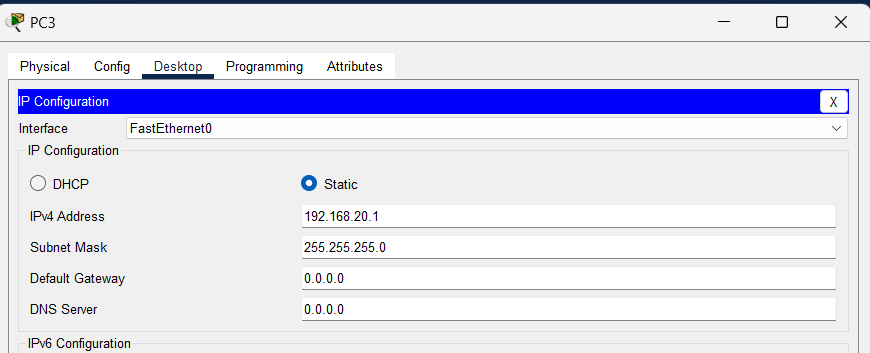 PC3
Physical Config Desktop Programming Attributes
IP Configuration X
Interface FastEthernet0
IP Configuration
DHCP Static
IPv4 Address 192.168.20.1
Subnet Mask 255.255.255.0
Default Gateway 0.0.0.0
DNS Server 0.0.0.0
IPv6 Configuration